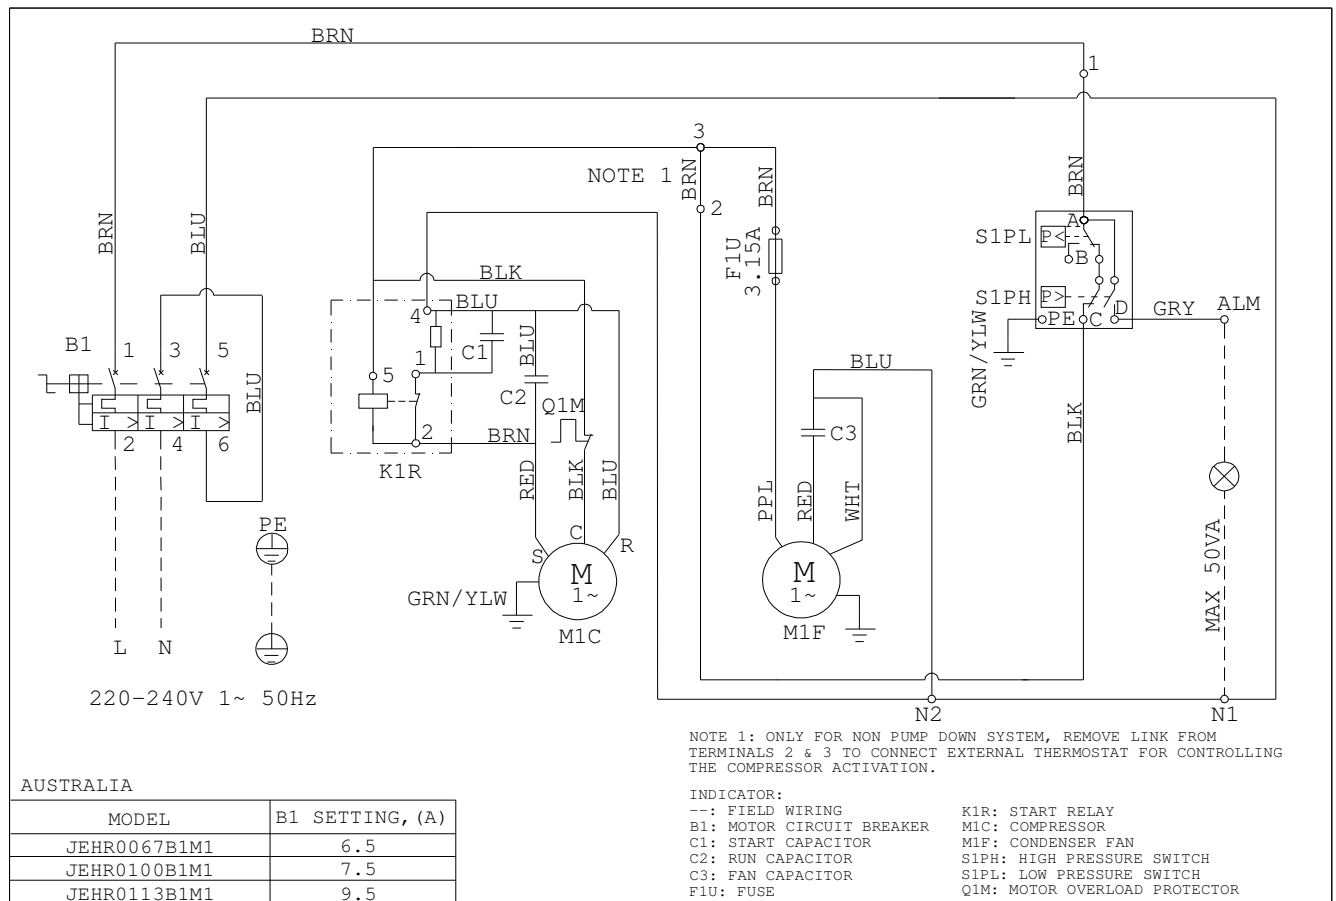 BRN
1
3
NOTE 1
BRN
BRN
BRN
2
BRN
BLU
A
S1PL
P<
B
F1U
3.15A
BLK
BLU
S1PH
P>
D
GRY
ALM
4
PE
C
GRN/YLW
B1
1
3
5
BLU
1
C1
BLU
5
C2
BLU
Q1M
BLK
I >
I >
I >
2
4
6
2
BRN
C3
K1R
RED
BLK
BLU
PPL
RED
WHT
PE
C
S
R
MAX 50VA
M
1~
M
1~
GRN/YLW
M1C
M1F
L
N
220-240V 1~ 50Hz
N2
N1
NOTE 1: ONLY FOR NON PUMP DOWN SYSTEM, REMOVE LINK FROM
TERMINALS 2 & 3 TO CONNECT EXTERNAL THERMOSTAT FOR CONTROLLING
THE COMPRESSOR ACTIVATION.
AUSTRALIA
MODEL
B1 SETTING,(A)
JEHR0067B1M1
6.5
JEHR0100B1M1
7.5
JEHR0113B1M1
9.5
INDICATOR:
--: FIELD WIRING
B1: MOTOR CIRCUIT BREAKER
C1: START CAPACITOR
C2: RUN CAPACITOR
C3: FAN CAPACITOR
F1U: FUSE
K1R: START RELAY
M1C: COMPRESSOR
M1F: CONDENSER FAN
S1PH: HIGH PRESSURE SWITCH
S1PL: LOW PRESSURE SWITCH
Q1M: MOTOR OVERLOAD PROTECTOR